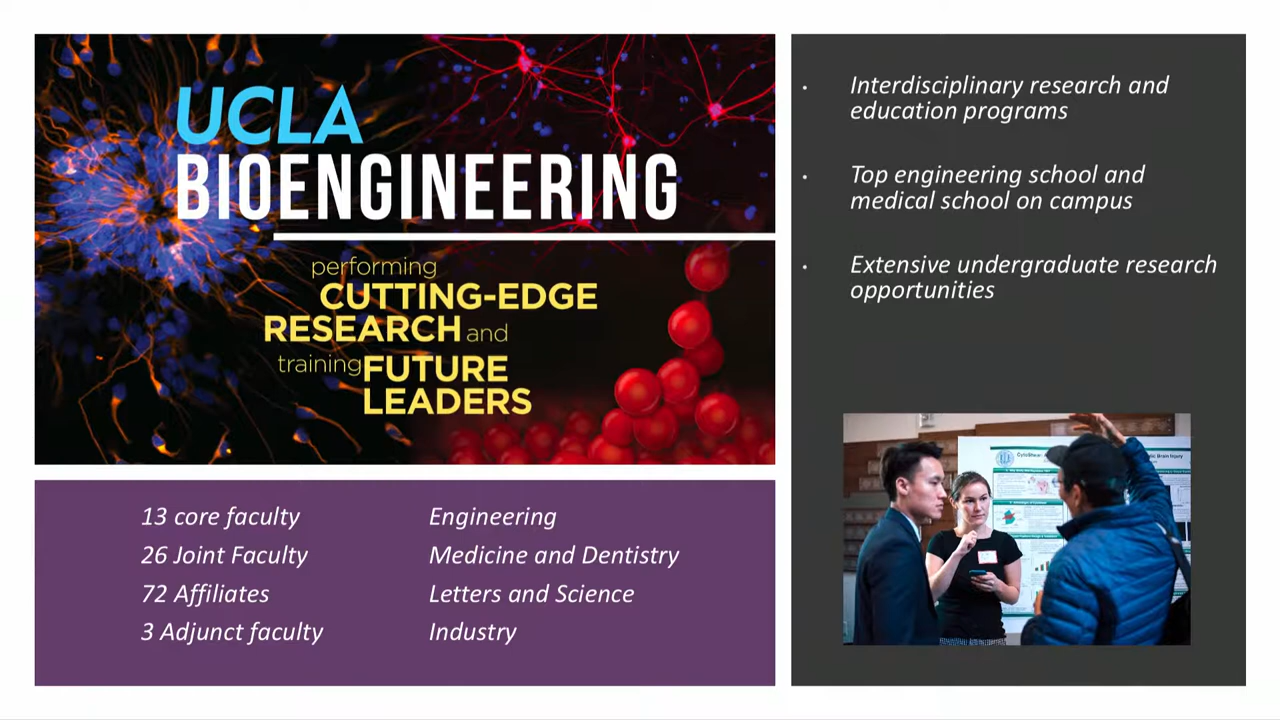 UCLA
BIOENGINEERING
performing
CUTTING-EDGE
RESEARCH and
training FUTURE
LEADERS
13 core faculty
26 Joint Faculty
72 Affiliates
3 Adjunct faculty
Engineering
Medicine and Dentistry
Letters and Science
Industry
• Interdisciplinary research and
education programs
• Top engineering school and
medical school on campus
• Extensive undergraduate research
opportunities